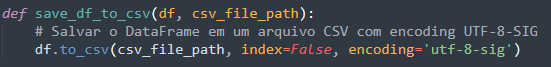 def save_df_to_csv(df, csv_file_path):
    # Salvar o DataFrame em um arquivo CSV com encoding UTF-8-SIG
    df.to_csv(csv_file_path, index=False, encoding='utf-8-sig')